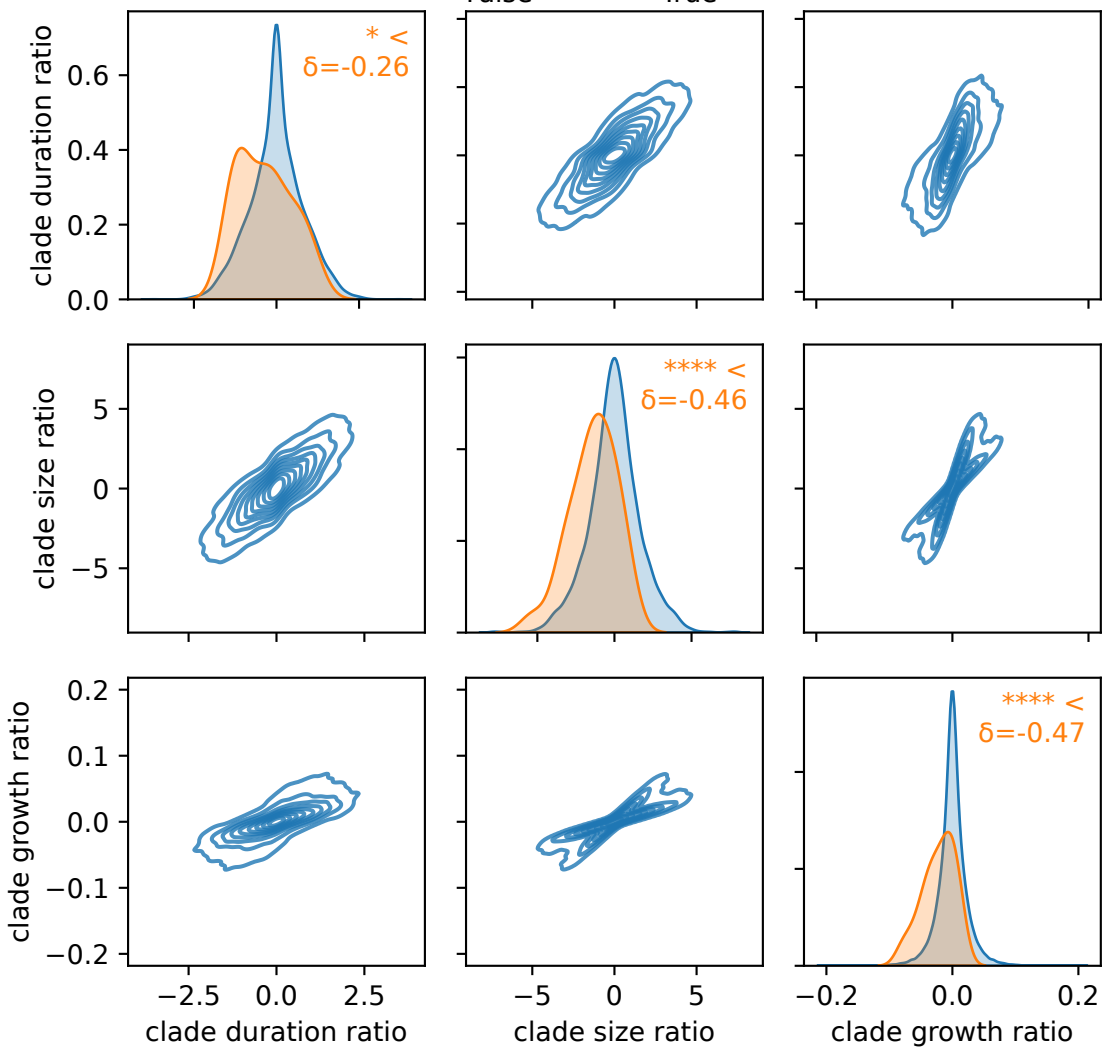 True
* <
δ=-0.26
clade duration ratio
0.6
0.4
0.2
0.0
**** <
δ=-0.46
clade size ratio
5
0
−5
**** <
δ=-0.47
clade growth ratio
0.2
0.1
0.0
−0.1
−0.2
−2.5 0.0 2.5 −5 0 5 −0.2 0.0 0.2
clade duration ratio clade size ratio clade growth ratio